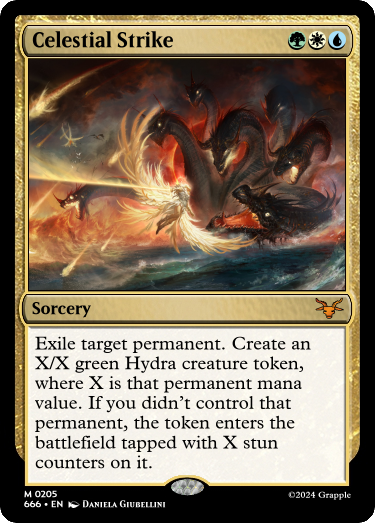 Celestial Strike
Sorcery
Exile target permanent. Create an
X/X green Hydra creature token,
where X is that permanent mana
value. If you didn't control that
permanent, the token enters the
battlefield tapped with X stun
counters on it.
M 0205
666 • EN Daniela Giubellini
©2024 Grapple